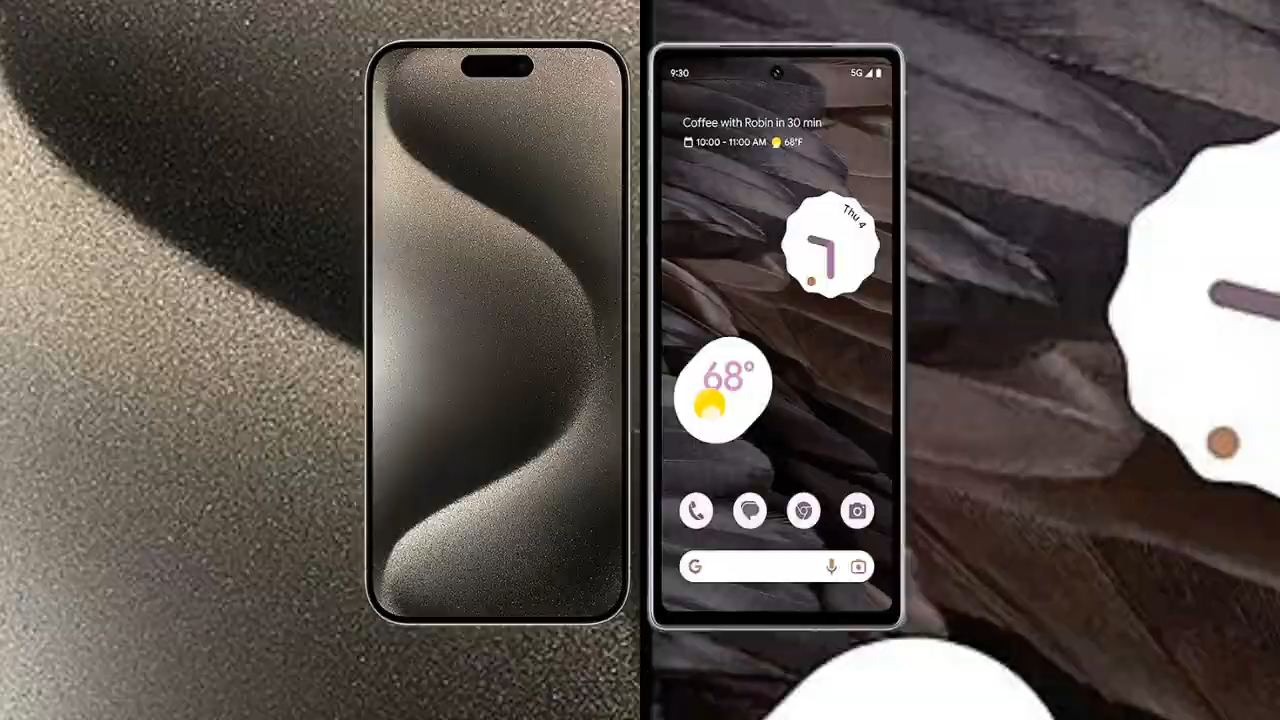 9:30
5G
Coffee with Robin in 30 min
10:00 - 11:00 AM 68°F
Thu 4
68°
G